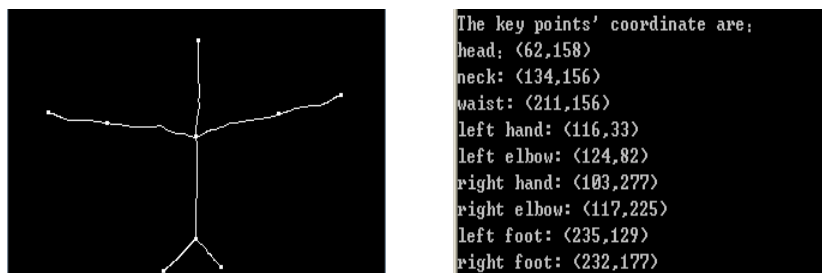 The key points' coordinate are:
head: (62,158)
neck: (134,156)
waist: (211,156)
left hand: (116,33)
left elbow: (124,82)
right hand: (103,277)
right elbow: (117,225)
left foot: (235,129)
right foot: (232,177)